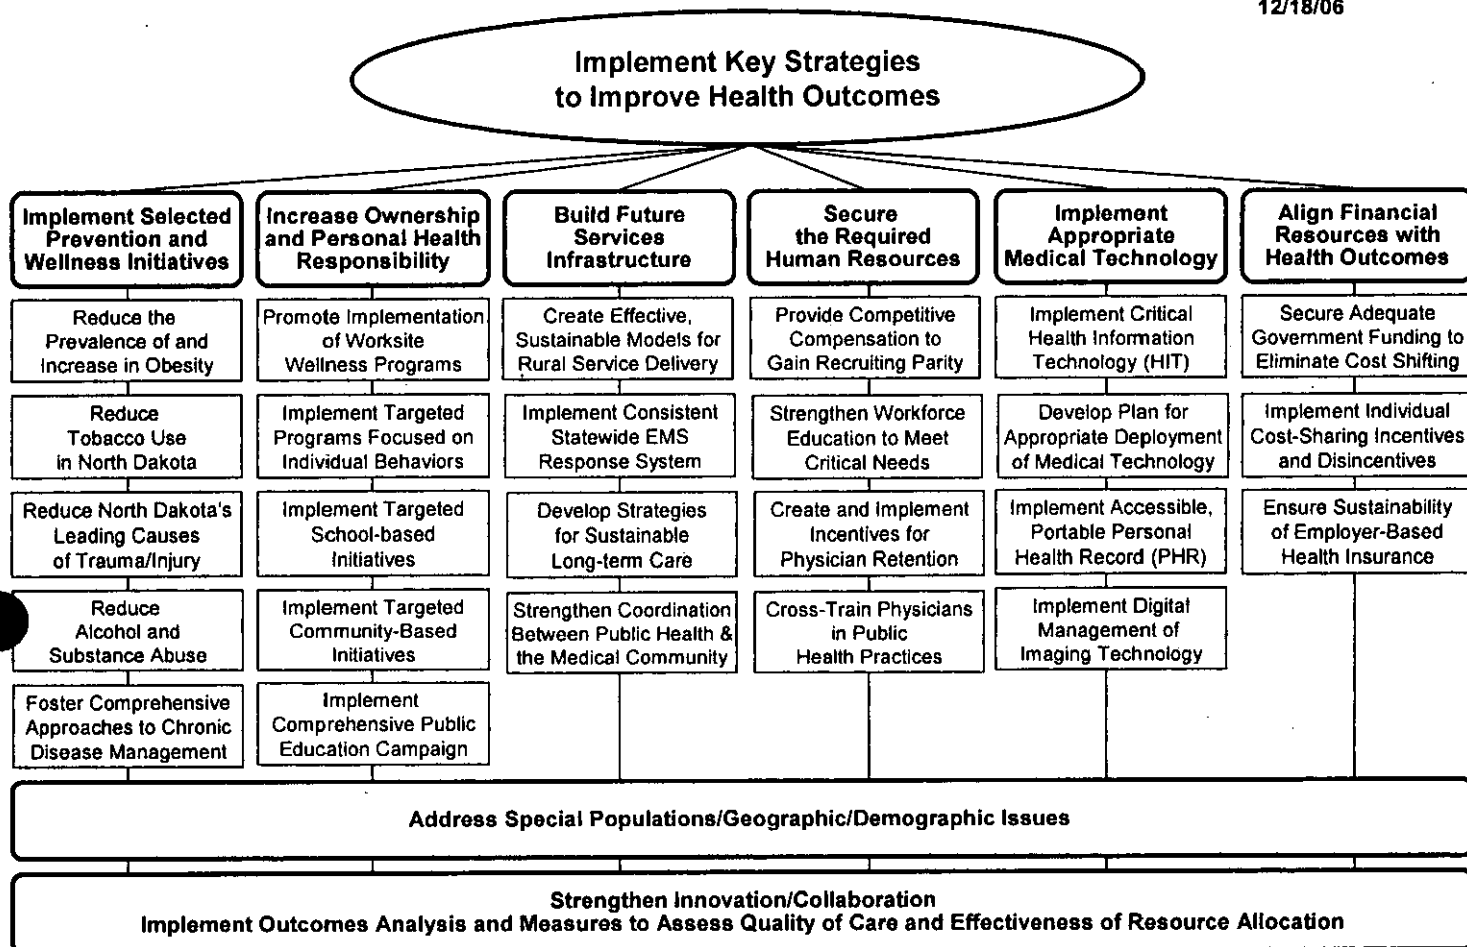 12/18/06
Implement Key Strategies
to Improve Health Outcomes
Implement Selected
Prevention and
Wellness Initiatives
Reduce the
Prevalence of and
Increase in Obesity
Reduce
Tobacco Use
in North Dakota
Reduce North Dakota's
Leading Causes
of Trauma/Injury
Reduce
Alcohol and
Substance Abuse
Foster Comprehensive
Approaches to Chronic
Disease Management
Increase Ownership
and Personal Health
Responsibility
Promote Implementation
of Worksite
Wellness Programs
Implement Targeted
Programs Focused on
Individual Behaviors
Implement Targeted
School-based
Initiatives
Implement Targeted
Community-Based
Initiatives
Implement
Comprehensive Public
Education Campaign
Build Future
Services
Infrastructure
Create Effective,
Sustainable Models for
Rural Service Delivery
Implement Consistent
Statewide EMS
Response System
Develop Strategies
for Sustainable
Long-term Care
Strengthen Coordination
Between Public Health &
the Medical Community
Secure
the Required
Human Resources
Provide Competitive
Compensation to
Gain Recruiting Parity
Strengthen Workforce
Education to Meet
Critical Needs
Create and Implement
Incentives for
Physician Retention
Cross-Train Physicians
in Public
Health Practices
Implement
Appropriate
Medical Technology
Implement Critical
Health Information
Technology (HIT)
Develop Plan for
Appropriate Deployment
of Medical Technology
Implement Accessible,
Portable Personal
Health Record (PHR)
Implement Digital
Management of
Imaging Technology
Align Financial
Resources with
Health Outcomes
Secure Adequate
Government Funding to
Eliminate Cost Shifting
Implement Individual
Cost-Sharing Incentives
and Disincentives
Ensure Sustainability
of Employer-Based
Health Insurance
Address Special Populations/Geographic/Demographic Issues
Strengthen Innovation/Collaboration
Implement Outcomes Analysis and Measures to Assess Quality of Care and Effectiveness of Resource Allocation